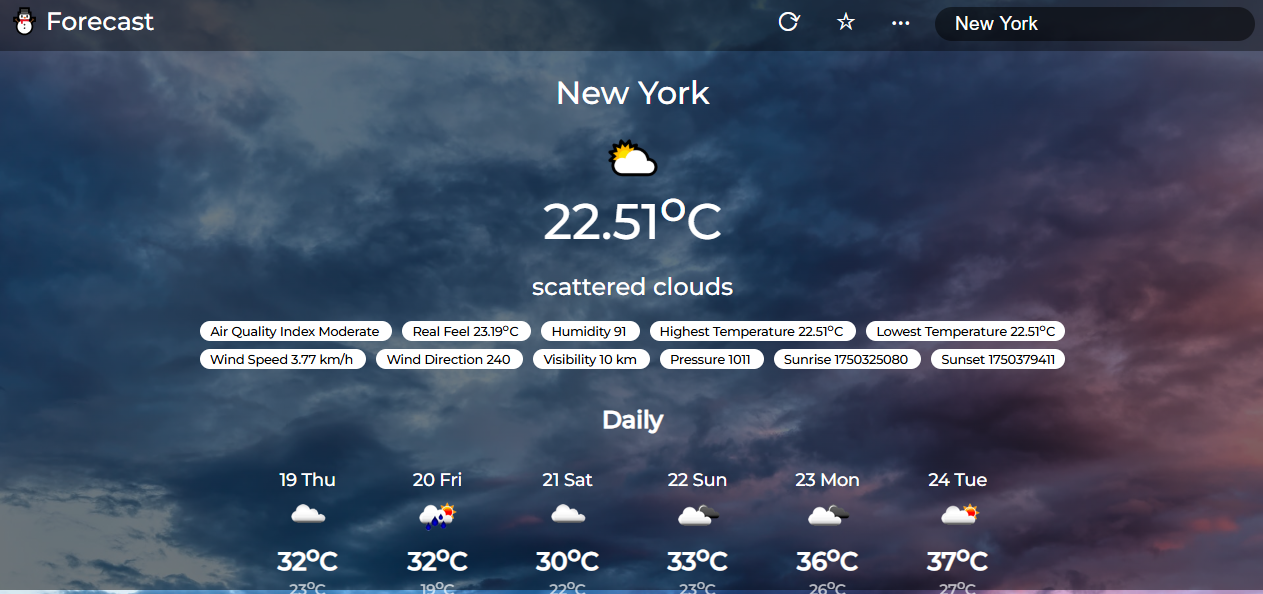 Forecast
New York
New York
22.51°C
scattered clouds
Air Quality Index Moderate Real Feel 23.19°C Humidity 91 Highest Temperature 22.51°C Lowest Temperature 22.51°C
Wind Speed 3.77 km/h Wind Direction 240 Visibility 10 km Pressure 1011 Sunrise 1750325080 Sunset 1750379411
Daily
19 Thu 20 Fri 21 Sat 22 Sun 23 Mon 24 Tue
32°C 32°C 30°C 33°C 36°C 37°C
23°C 19°C 22°C 23°C 26°C 27°C